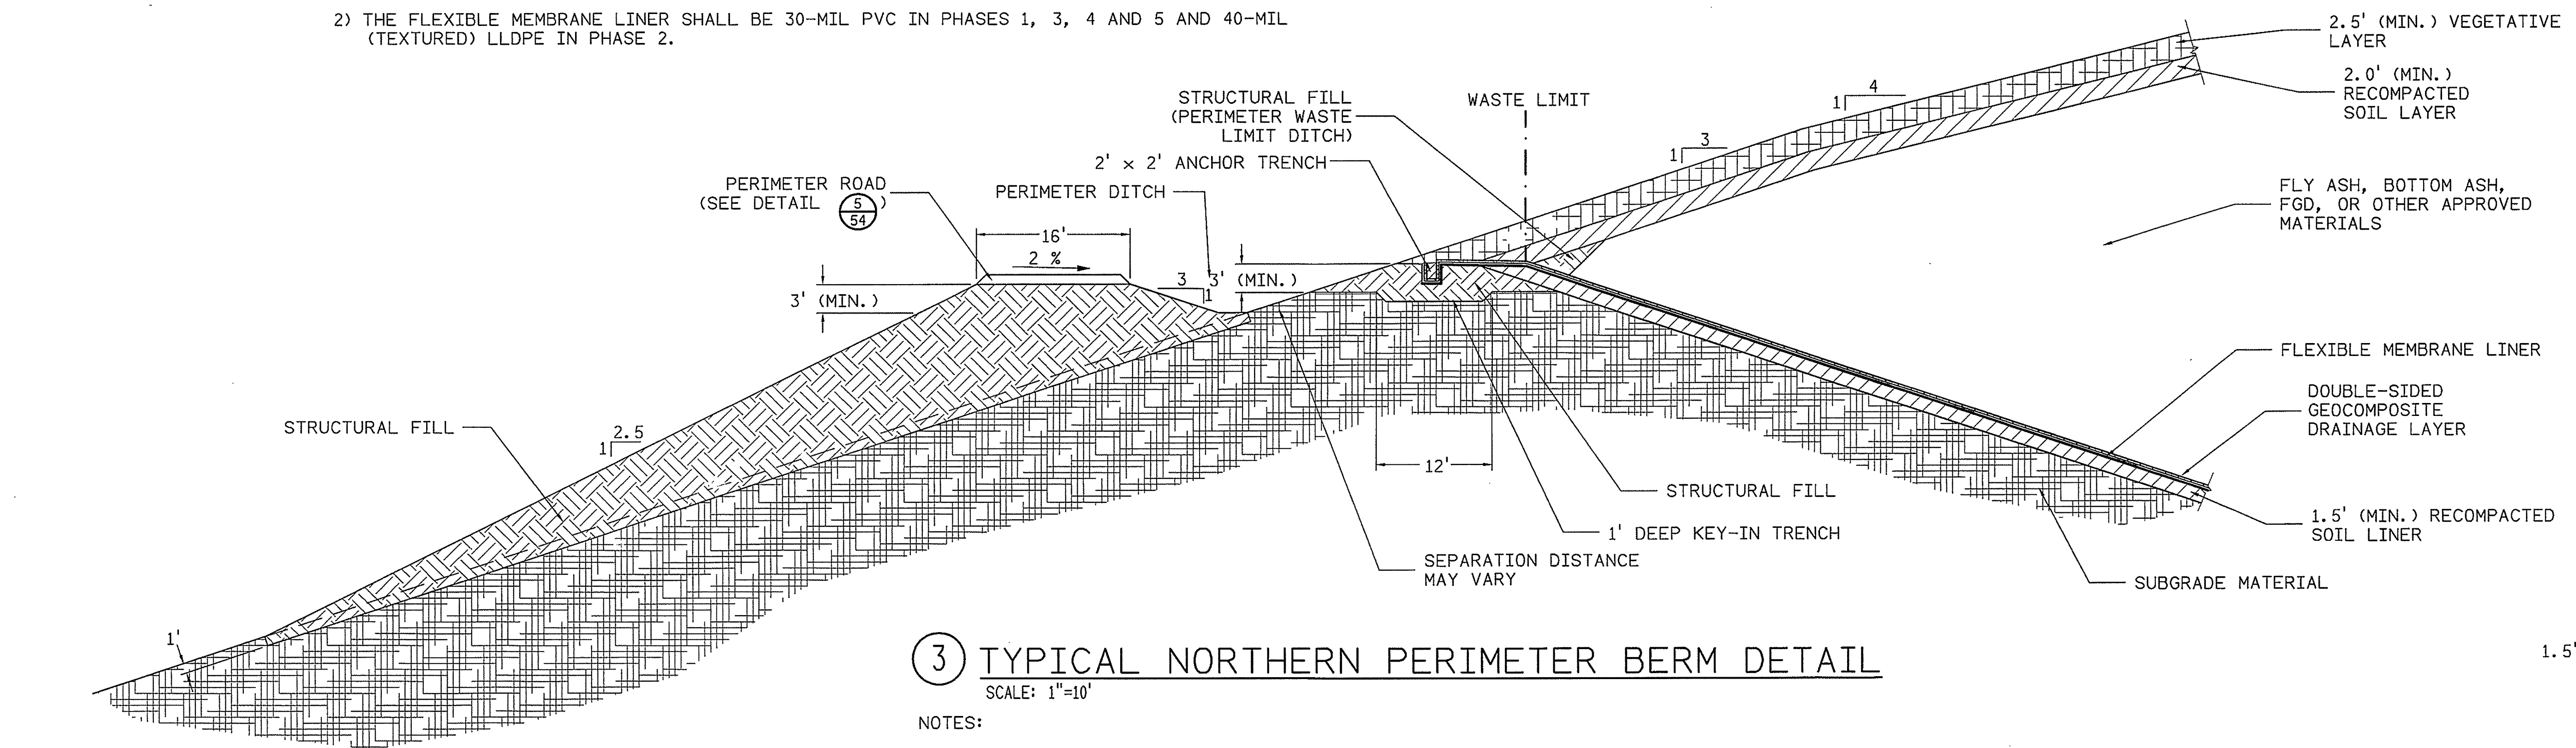 2) THE FLEXIBLE MEMBRANE LINER SHALL BE 30-MIL PVC IN PHASES 1, 3, 4 AND 5 AND 40-MIL
(TEXTURED) LLDPE IN PHASE 2.
2.5' (MIN.) VEGETATIVE
LAYER
2.0' (MIN.)
RECOMPACTED
SOIL LAYER
4
1
3
1
STRUCTURAL FILL
(PERIMETER WASTE
LIMIT DITCH)
WASTE LIMIT
2' × 2' ANCHOR TRENCH
PERIMETER ROAD
(SEE DETAIL 5
54 )
PERIMETER DITCH
FLY ASH, BOTTOM ASH,
FGD, OR OTHER APPROVED
MATERIALS
16'
2 %
3
1
3' (MIN.)
3' (MIN.)
FLEXIBLE MEMBRANE LINER
DOUBLE-SIDED
GEOCOMPOSITE
DRAINAGE LAYER
STRUCTURAL FILL
2.5
1
12'
STRUCTURAL FILL
1' DEEP KEY-IN TRENCH
1.5' (MIN.) RECOMPACTED
SOIL LINER
SEPARATION DISTANCE
MAY VARY
SUBGRADE MATERIAL
1'
1.5'
3 TYPICAL NORTHERN PERIMETER BERM DETAIL
SCALE: 1"=10'
NOTES: